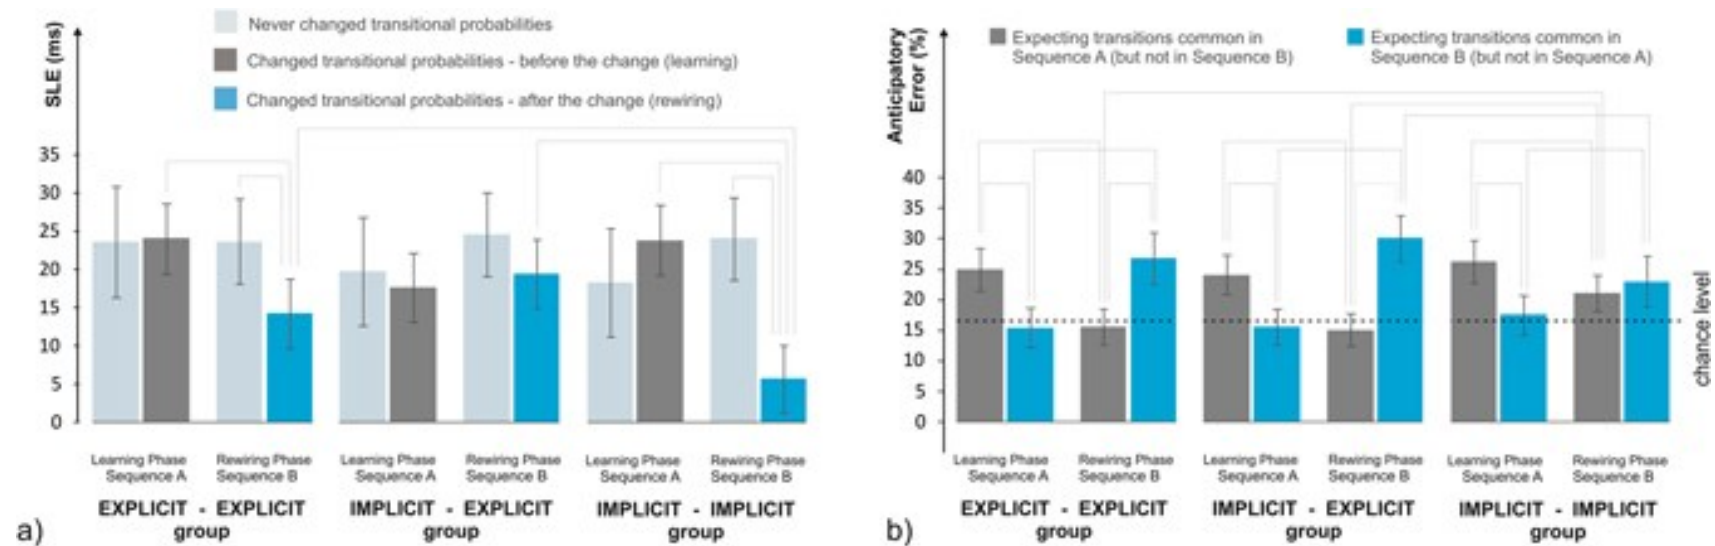 SLE (ms)
Never changed transitional probabilities
Changed transitional probabilities - before the change (learning)
Changed transitional probabilities - after the change (rewiring)
35
30
25
20
15
10
5
0
Learning Phase
Sequence A
Rewiring Phase
Sequence B
Learning Phase
Sequence A
Rewiring Phase
Sequence B
Learning Phase
Sequence A
Rewiring Phase
Sequence B
EXPLICIT - EXPLICIT
group
IMPLICIT - EXPLICIT
group
IMPLICIT - IMPLICIT
group
a)
Anticipatory
Error (%)
Expecting transitions common in
Sequence A (but not in Sequence B)
Expecting transitions common in
Sequence B (but not in Sequence A)
40
35
30
25
20
15
10
5
0
chance level
Learning Phase
Sequence A
Rewiring Phase
Sequence B
Learning Phase
Sequence A
Rewiring Phase
Sequence B
Learning Phase
Sequence A
Rewiring Phase
Sequence B
EXPLICIT - EXPLICIT
group
IMPLICIT - EXPLICIT
group
IMPLICIT - IMPLICIT
group
b)